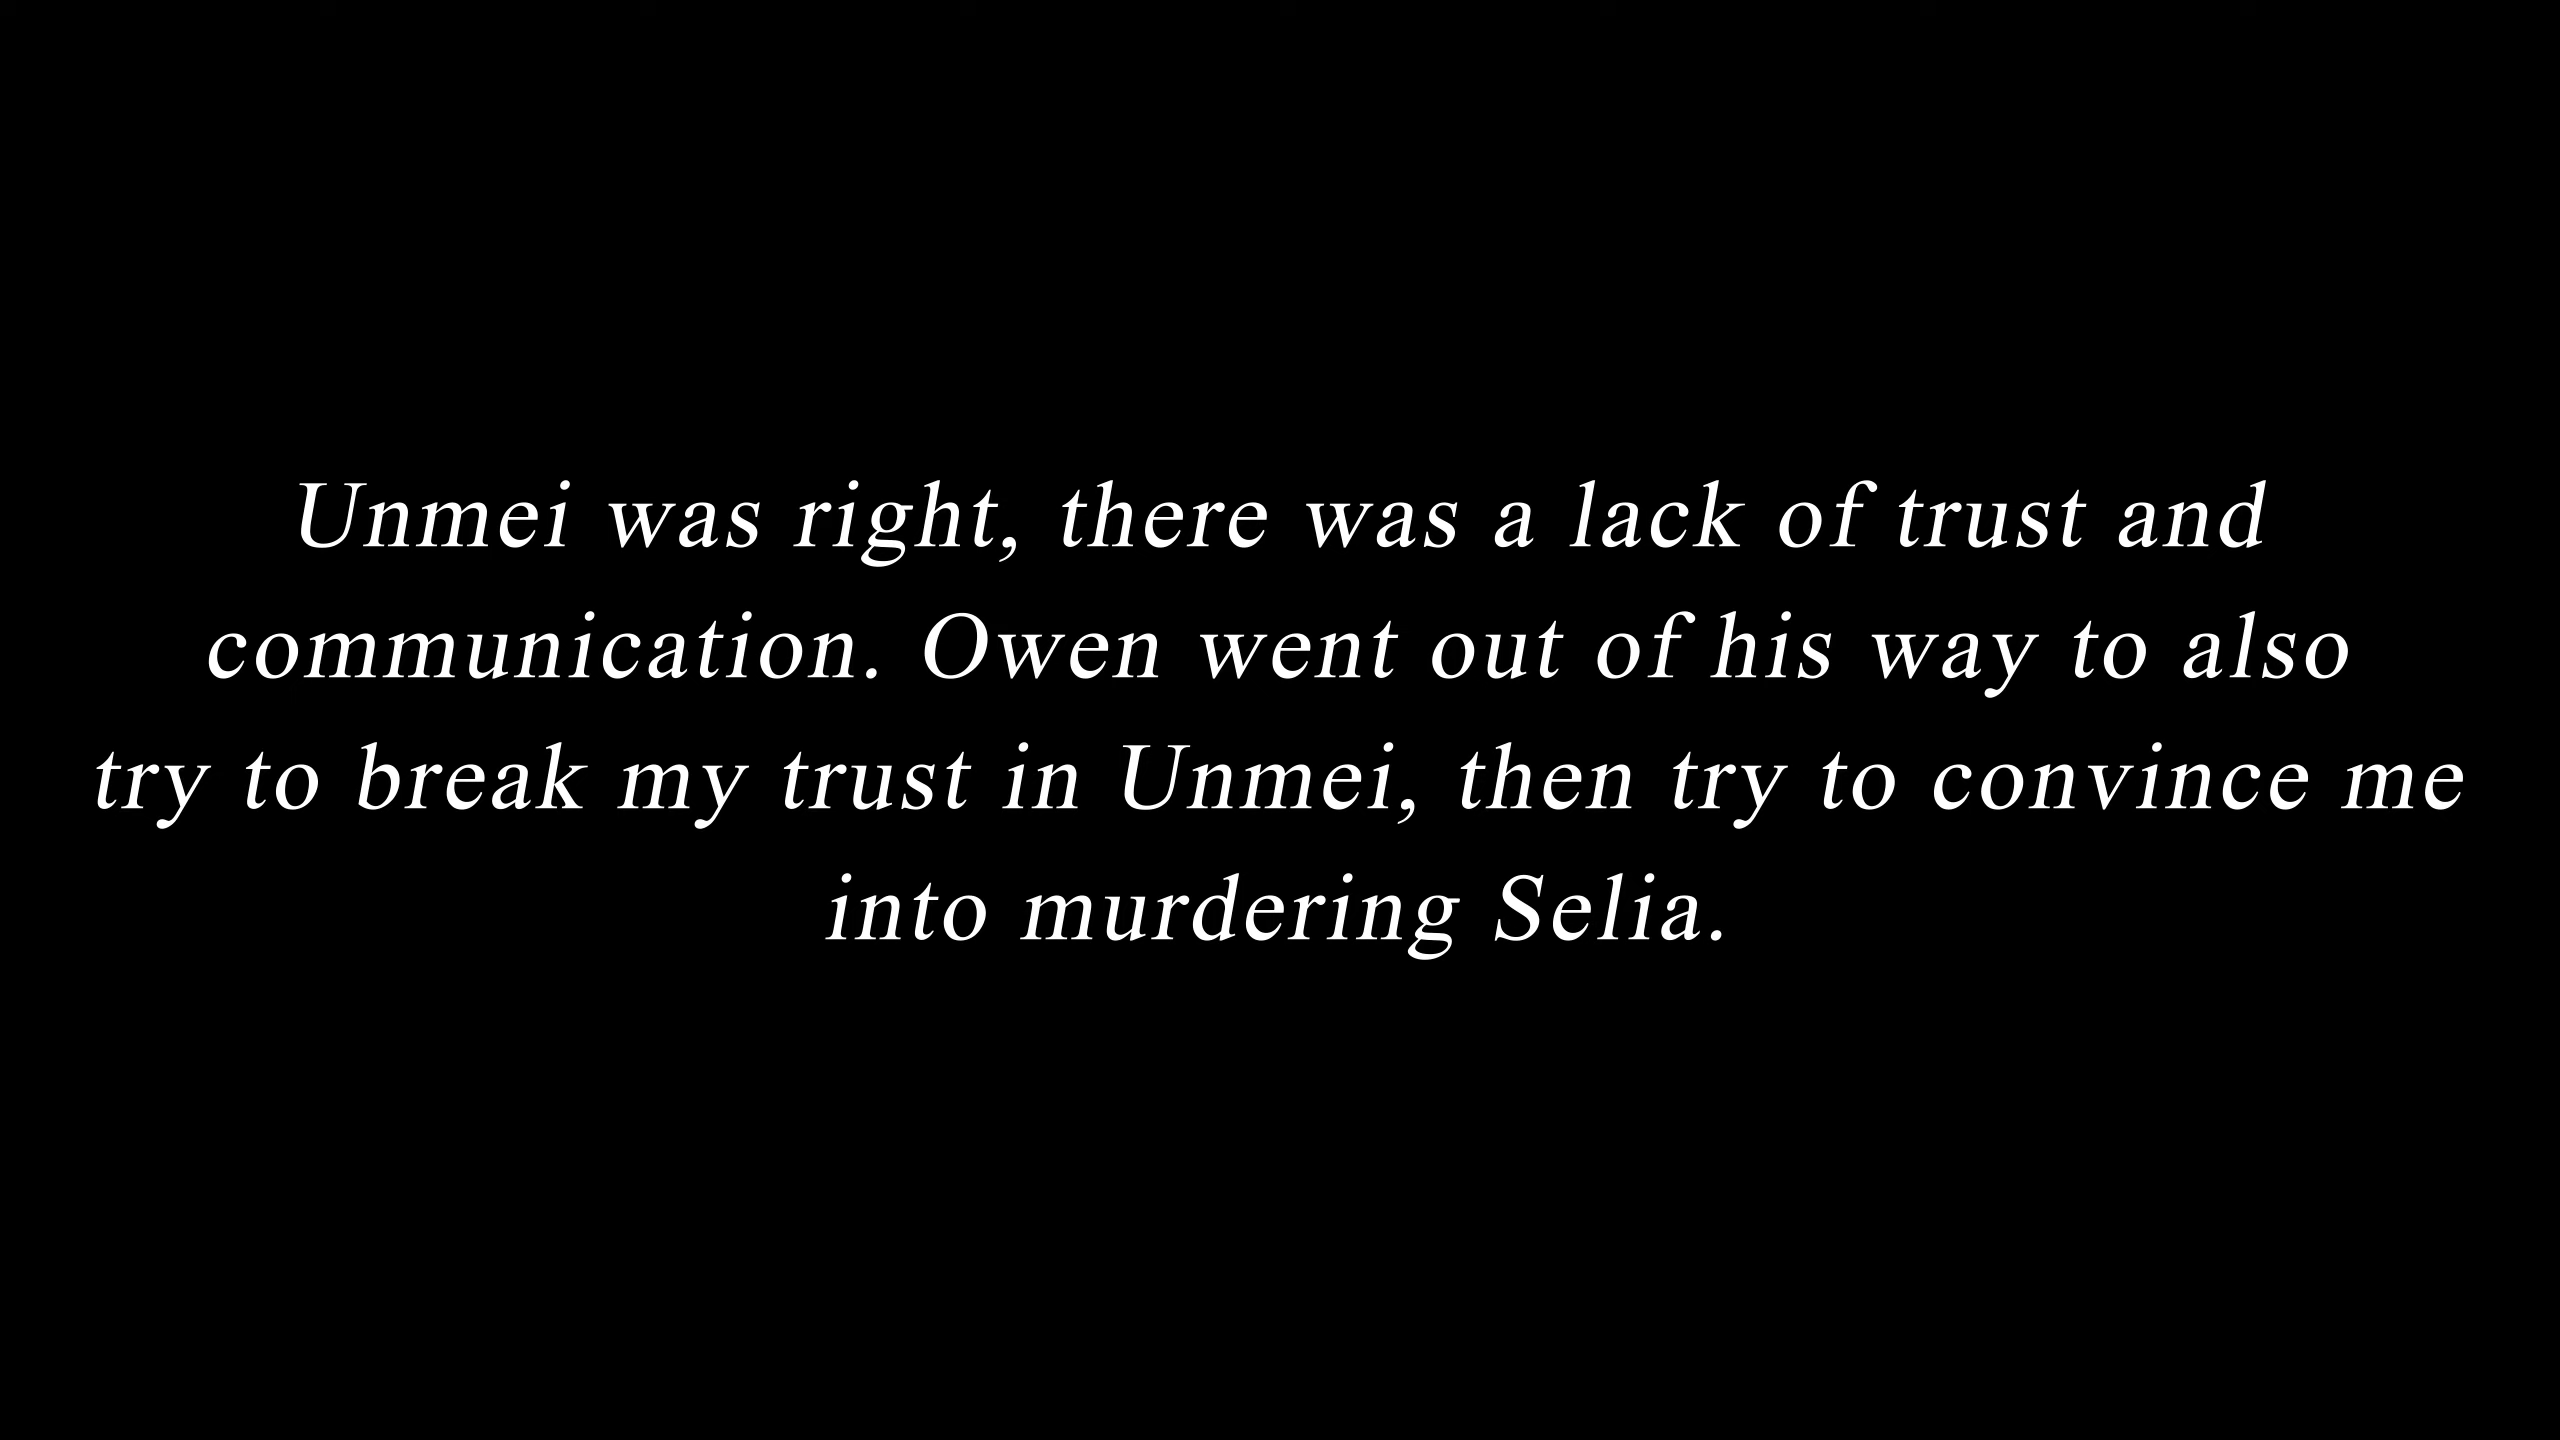 Unmei was right, there was a lack of trust and
communication. Owen went out of his way to also
try to break my trust in Unmei, then try to convince me
into murdering Selia.